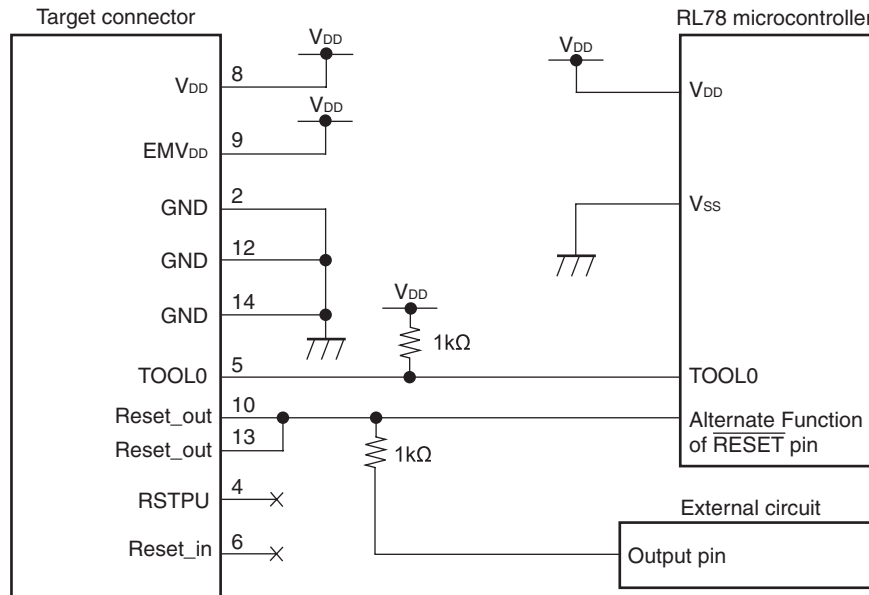 Target connector
RL78 microcontroller
VDD
8
VDD
VDD
9
EMVDD
2
GND
12
GND
14
GND
VDD
1kΩ
5
TOOL0
10
Reset_out
13
Reset_out
1kΩ
4
RSTPU
6
Reset_in
VDD
VDD
VSS
TOOL0
Alternate Function
of RESET pin
External circuit
Output pin